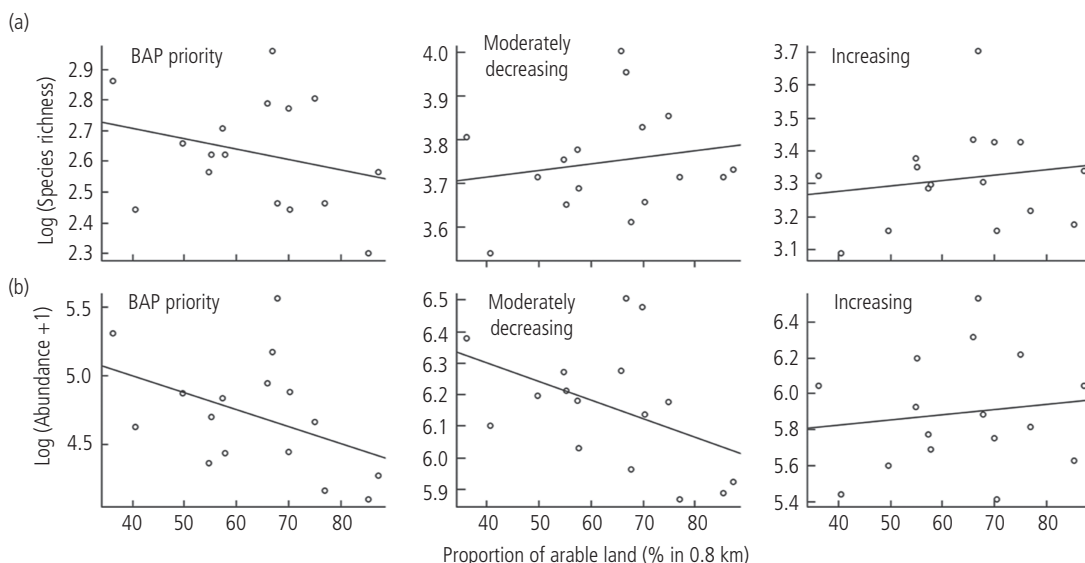 (a)
BAP priority
Moderately
decreasing
Increasing
Log (Species richness)
2.9
2.8
2.7
2.6
2.5
2.4
2.3
4.0
3.9
3.8
3.7
3.6
3.7
3.6
3.5
3.4
3.3
3.2
3.1
(b)
BAP priority
Moderately
decreasing
Increasing
Log (Abundance + 1)
5.5
5.0
4.5
6.5
6.4
6.3
6.2
6.1
6.0
5.9
6.4
6.2
6.0
5.8
5.6
5.4
40 50 60 70 80
40 50 60 70 80
40 50 60 70 80
Proportion of arable land (% in 0.8 km)